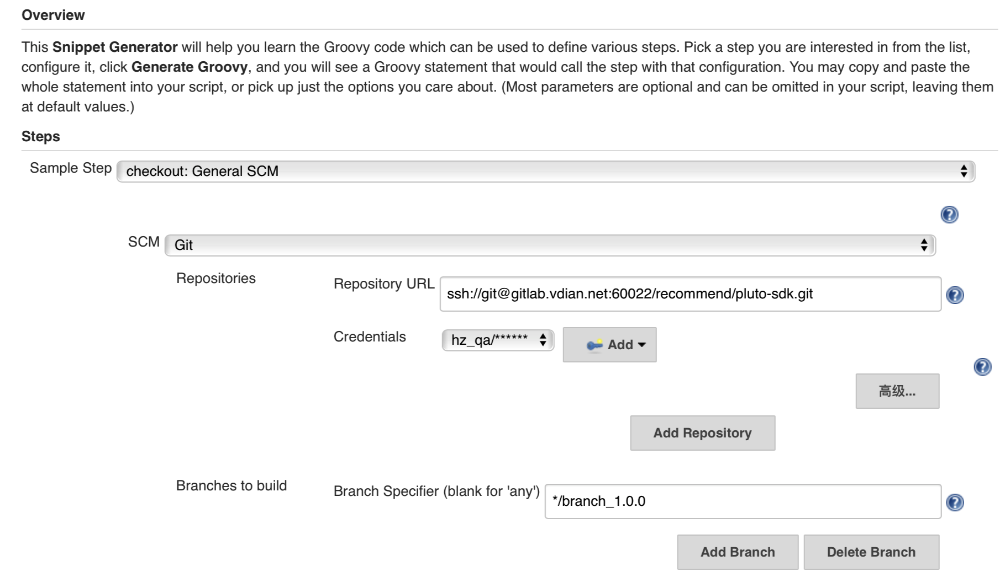 Overview
This Snippet Generator will help you learn the Groovy code which can be used to define various steps. Pick a step you are interested in from the list,
configure it, click Generate Groovy, and you will see a Groovy statement that would call the step with that configuration. You may copy and paste the
whole statement into your script, or pick up just the options you care about. (Most parameters are optional and can be omitted in your script, leaving them
at default values.)
Steps
Sample Step checkout: General SCM
SCM Git
Repositories Repository URL ssh://git@gitlab.vdian.net:60022/recommend/pluto-sdk.git
Credentials hz_qa/****** Add
高级...
Add Repository
Branches to build Branch Specifier (blank for 'any') */branch_1.0.0
Add Branch Delete Branch